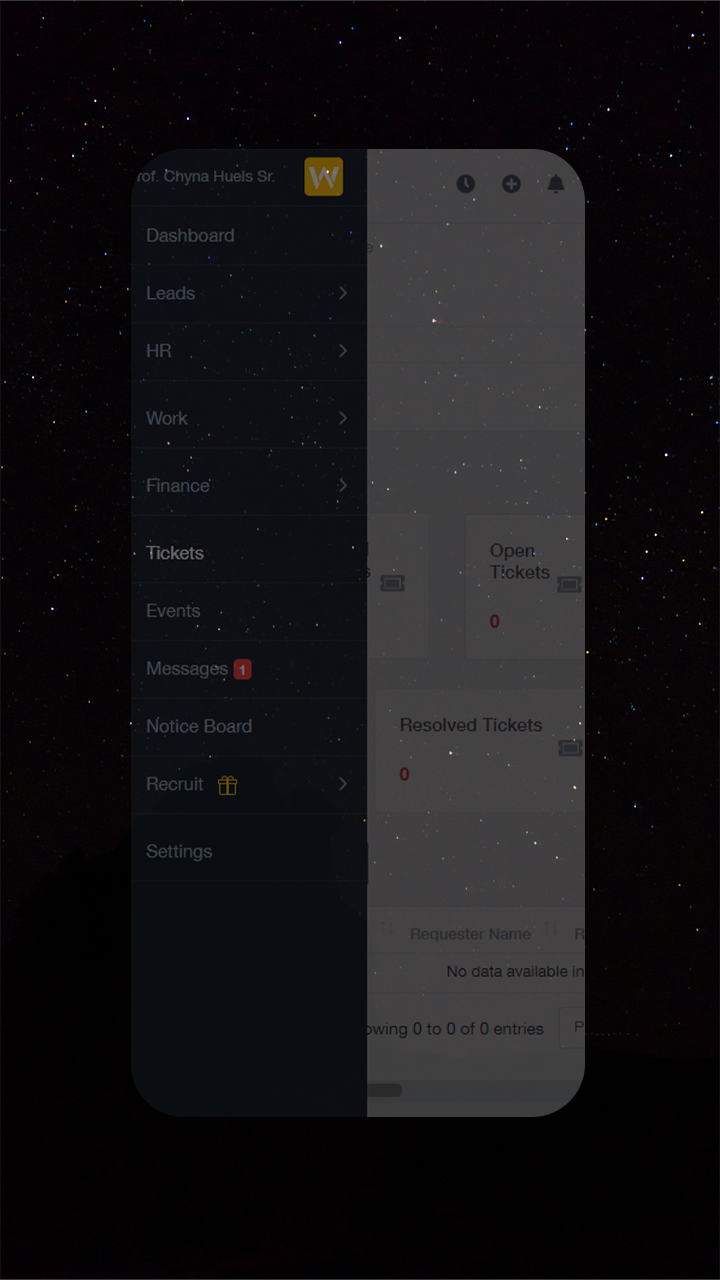 rof. Chyna Huels Sr.
W
Dashboard
Leads
HR
Work
Finance
Tickets
Events
Messages 1
Notice Board
Recruit
Settings
e
s
Open
Tickets
0
Resolved Tickets
0
Requester Name R
No data available in
owing 0 to 0 of 0 entries P